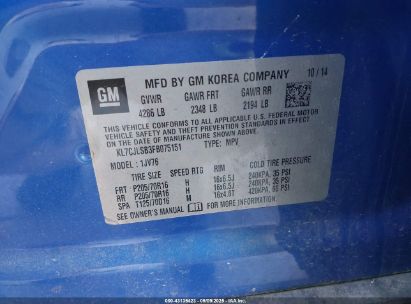 GM
MFD BY GM KOREA COMPANY 10/14
GVWR GAWR FRT GAWR RR
4286 LB 2348 LB 2194 LB
THIS VEHICLE CONFORMS TO ALL APPLICABLE U.S. FEDERAL
MOTOR VEHICLE SAFETY, BUMPER, AND THEFT PREVENTION
STANDARDS IN EFFECT ON THE DATE OF MANUFACTURE SHOWN ABOVE.
KL7CJLSB3FB075151 TYPE: MPV
MODEL: 1JV76
TIRE SIZE SPD RTG RIM COLD TIRE PRESSURE
FRT P205/70R16 H 16x6.5J 240KPA, 35 PSI
RR P205/70R16 H 16x6.5J 240KPA, 35 PSI
SPA T125/70D16 M 16x4.0T 420KPA, 60 PSI
SEE OWNER'S MANUAL FOR MORE INFORMATION.